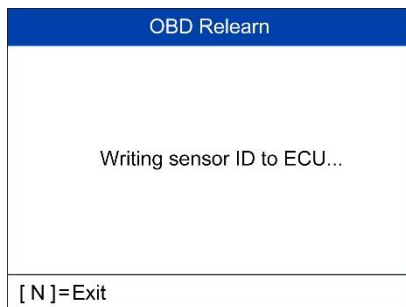 OBD Relearn
Writing sensor ID to ECU...
[ N ]=Exit